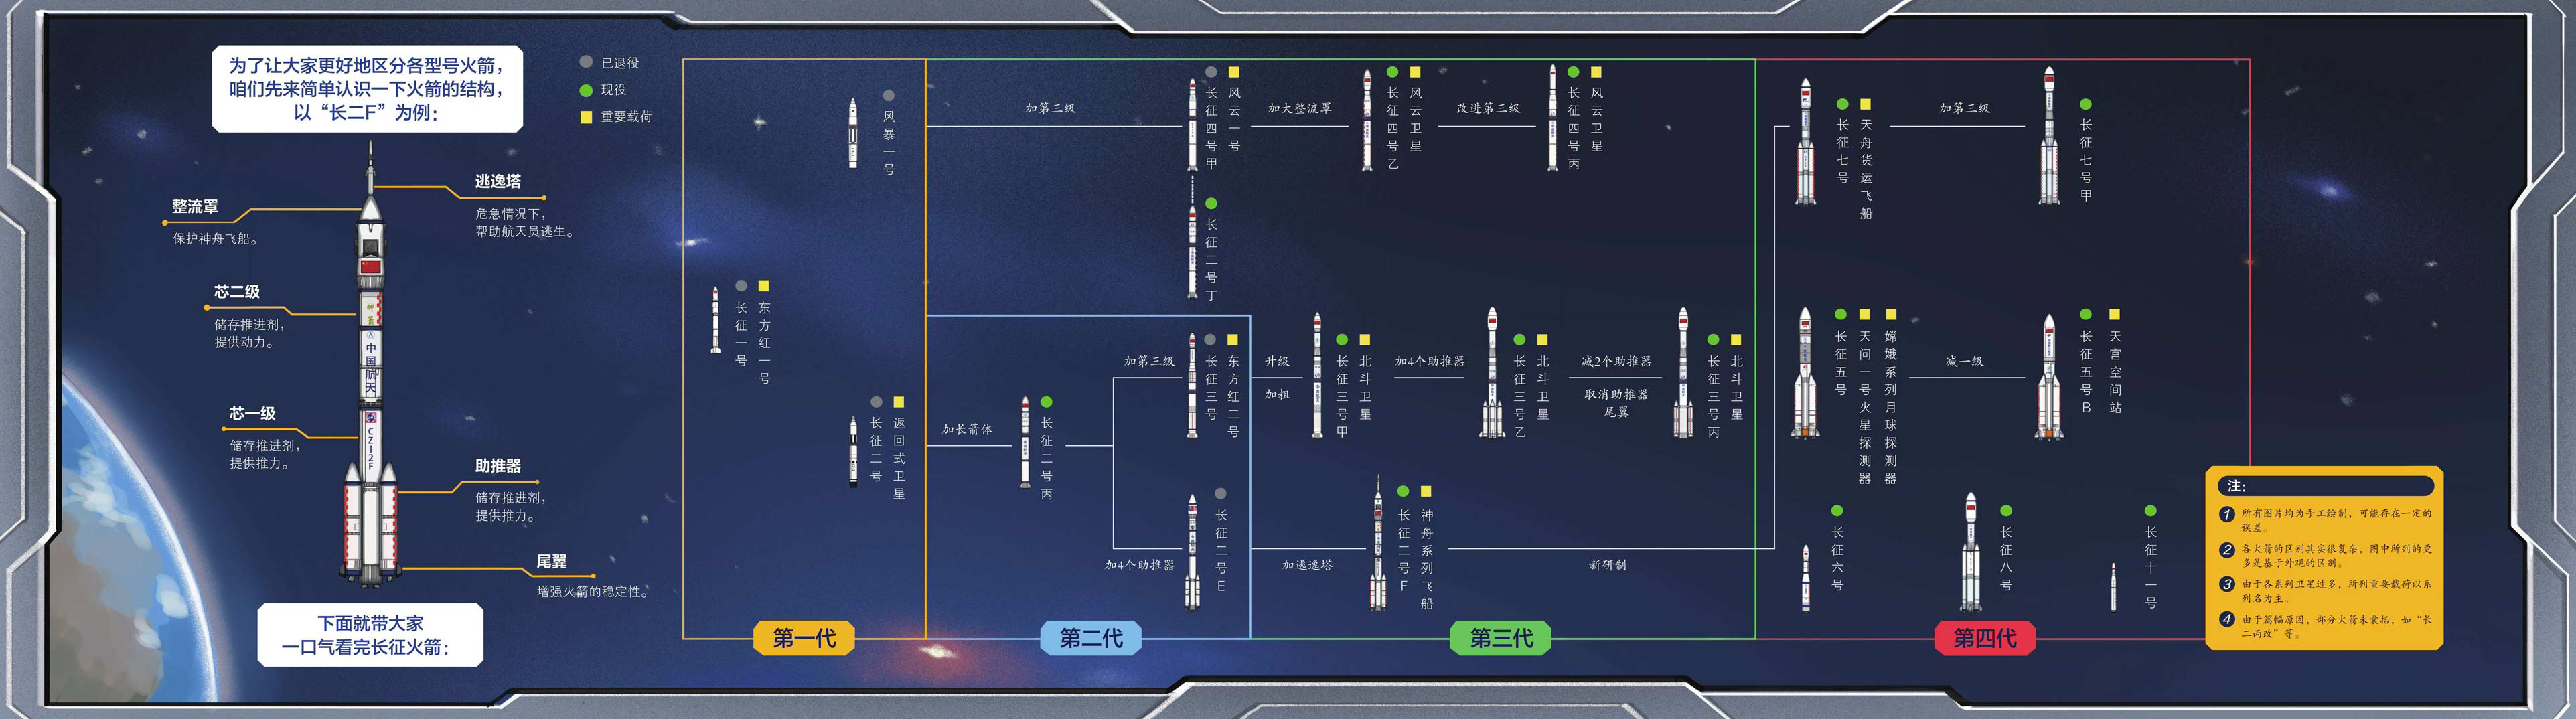 为了让大家更好地区分各型号火箭，
咱们先来简单认识一下火箭的结构，
以“长二F”为例：
逃逸塔
危急情况下，
帮助航天员逃生。
整流罩
保护神舟飞船。
芯二级
储存推进剂，
提供动力。
芯一级
储存推进剂，
提供推力。
助推器
储存推进剂，
提供推力。
尾翼
增强火箭的稳定性。
神箭
中国航天
CZ12F
下面就带大家
一口气看完长征火箭：
已退役
现役
重要载荷
风暴一号
长征一号
东方红一号
长征二号
返回式卫星
第一代
加长箭体
长征二号丙
加第三级
长征三号
东方红二号
加4个助推器
长征二号E
第二代
加第三级
长征四号甲
风云一号
加大整流罩
长征四号乙
风云卫星
改进第三级
长征四号丙
风云卫星
长征二号丁
升级
加粗
长征三号甲
北斗卫星
加4个助推器
长征三号乙
北斗卫星
减2个助推器
取消助推器
尾翼
长征三号丙
北斗卫星
加逃逸塔
长征二号F
神舟系列飞船
新研制
第三代
长征七号
天舟货运飞船
加第三级
长征七号甲
长征五号
天问一号火星探测器
嫦娥系列月球探测器
减一级
长征五号B
天宫空间站
长征六号
长征八号
长征十一号
第四代
注：
1 所有图片均为手工绘制，可能存在一定的
误差。
2 各火箭的区别其实很复杂，图中所列的更
多是基于外观的区别。
3 由于各系列卫星过多，所列重要载荷以系
列名为主。
4 由于篇幅原因，部分火箭未囊括，如“长
二丙改”等。